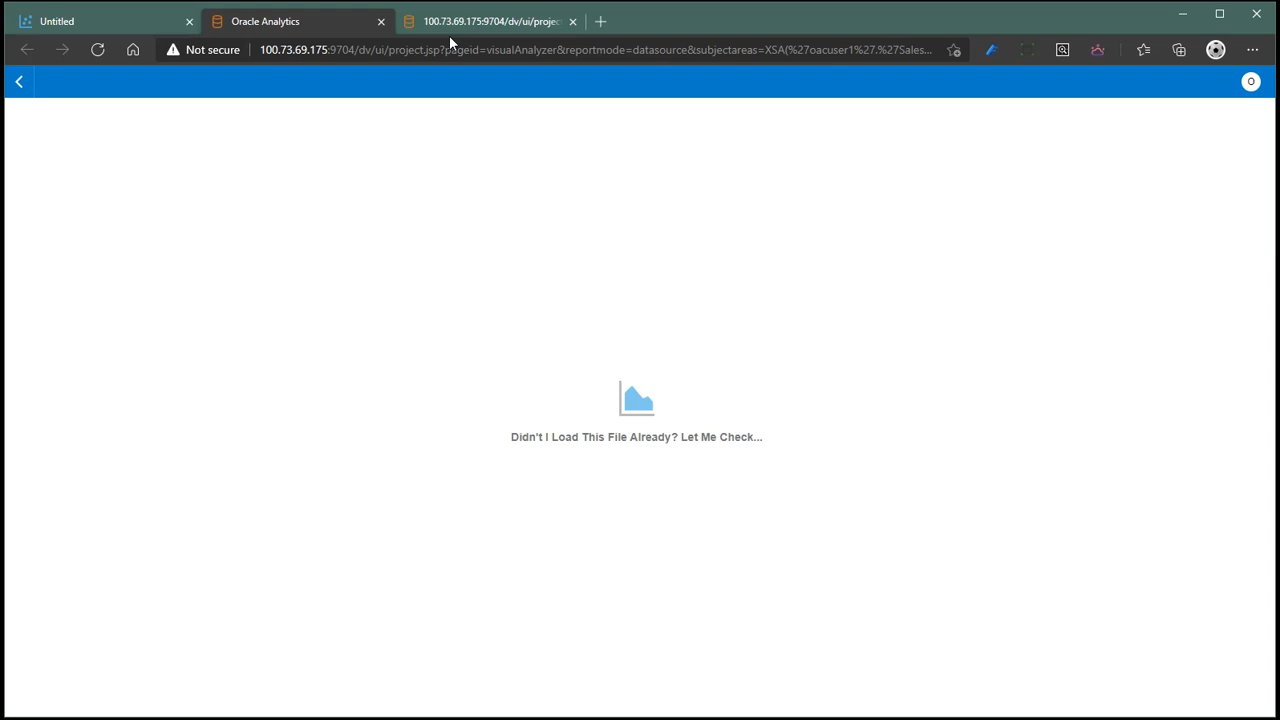 Untitled
Oracle Analytics
100.73.69.175:9704/dv/ui/projec
Not secure
100.73.69.175:9704/dv/ui/project.jsp?pageid=visualAnalyzer&reportmode=datasource&subjectareas=XSA(%27oacuser1%27.%27Sales...
O
Didn't I Load This File Already? Let Me Check...